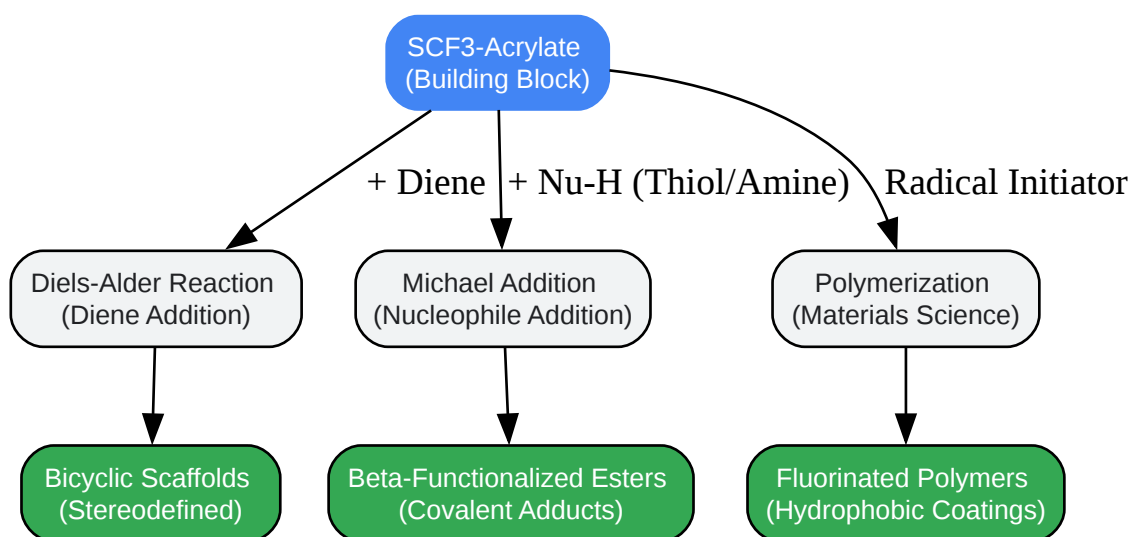 SCF3-Acrylate
(Building Block)
+ Diene
+ Nu-H (Thiol/Amine)
Radical Initiator
Diels-Alder Reaction
(Diene Addition)
Michael Addition
(Nucleophile Addition)
Polymerization
(Materials Science)
Bicyclic Scaffolds
(Stereodefined)
Beta-Functionalized Esters
(Covalent Adducts)
Fluorinated Polymers
(Hydrophobic Coatings)